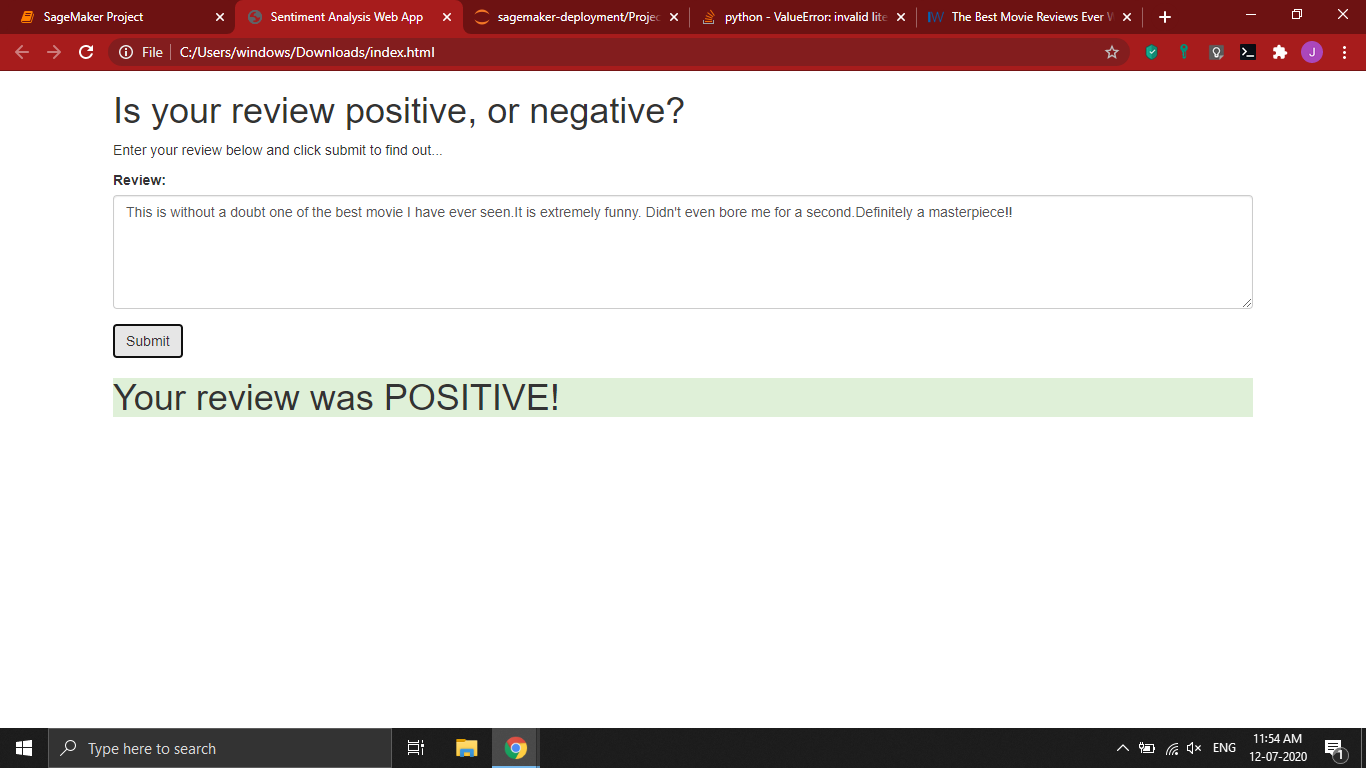 SageMaker Project
Sentiment Analysis Web App
sagemaker-deployment/Projec
python - ValueError: invalid lite
The Best Movie Reviews Ever W
File
C:/Users/windows/Downloads/index.html
J
Is your review positive, or negative?
Enter your review below and click submit to find out...
Review:
This is without a doubt one of the best movie I have ever seen.It is extremely funny. Didn't even bore me for a second.Definitely a masterpiece!!
Submit
Your review was POSITIVE!
Type here to search
ENG
11:54 AM
12-07-2020
1